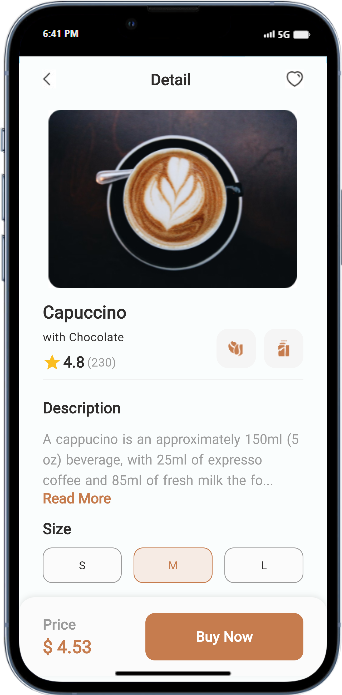 6:41 PM
5G
Detail
Capuccino
with Chocolate
4.8 (230)
Description
A cappucino is an approximately 150ml (5
oz) beverage, with 25ml of expresso
coffee and 85ml of fresh milk the fo...
Read More
Size
S
M
L
Price
$ 4.53
Buy Now